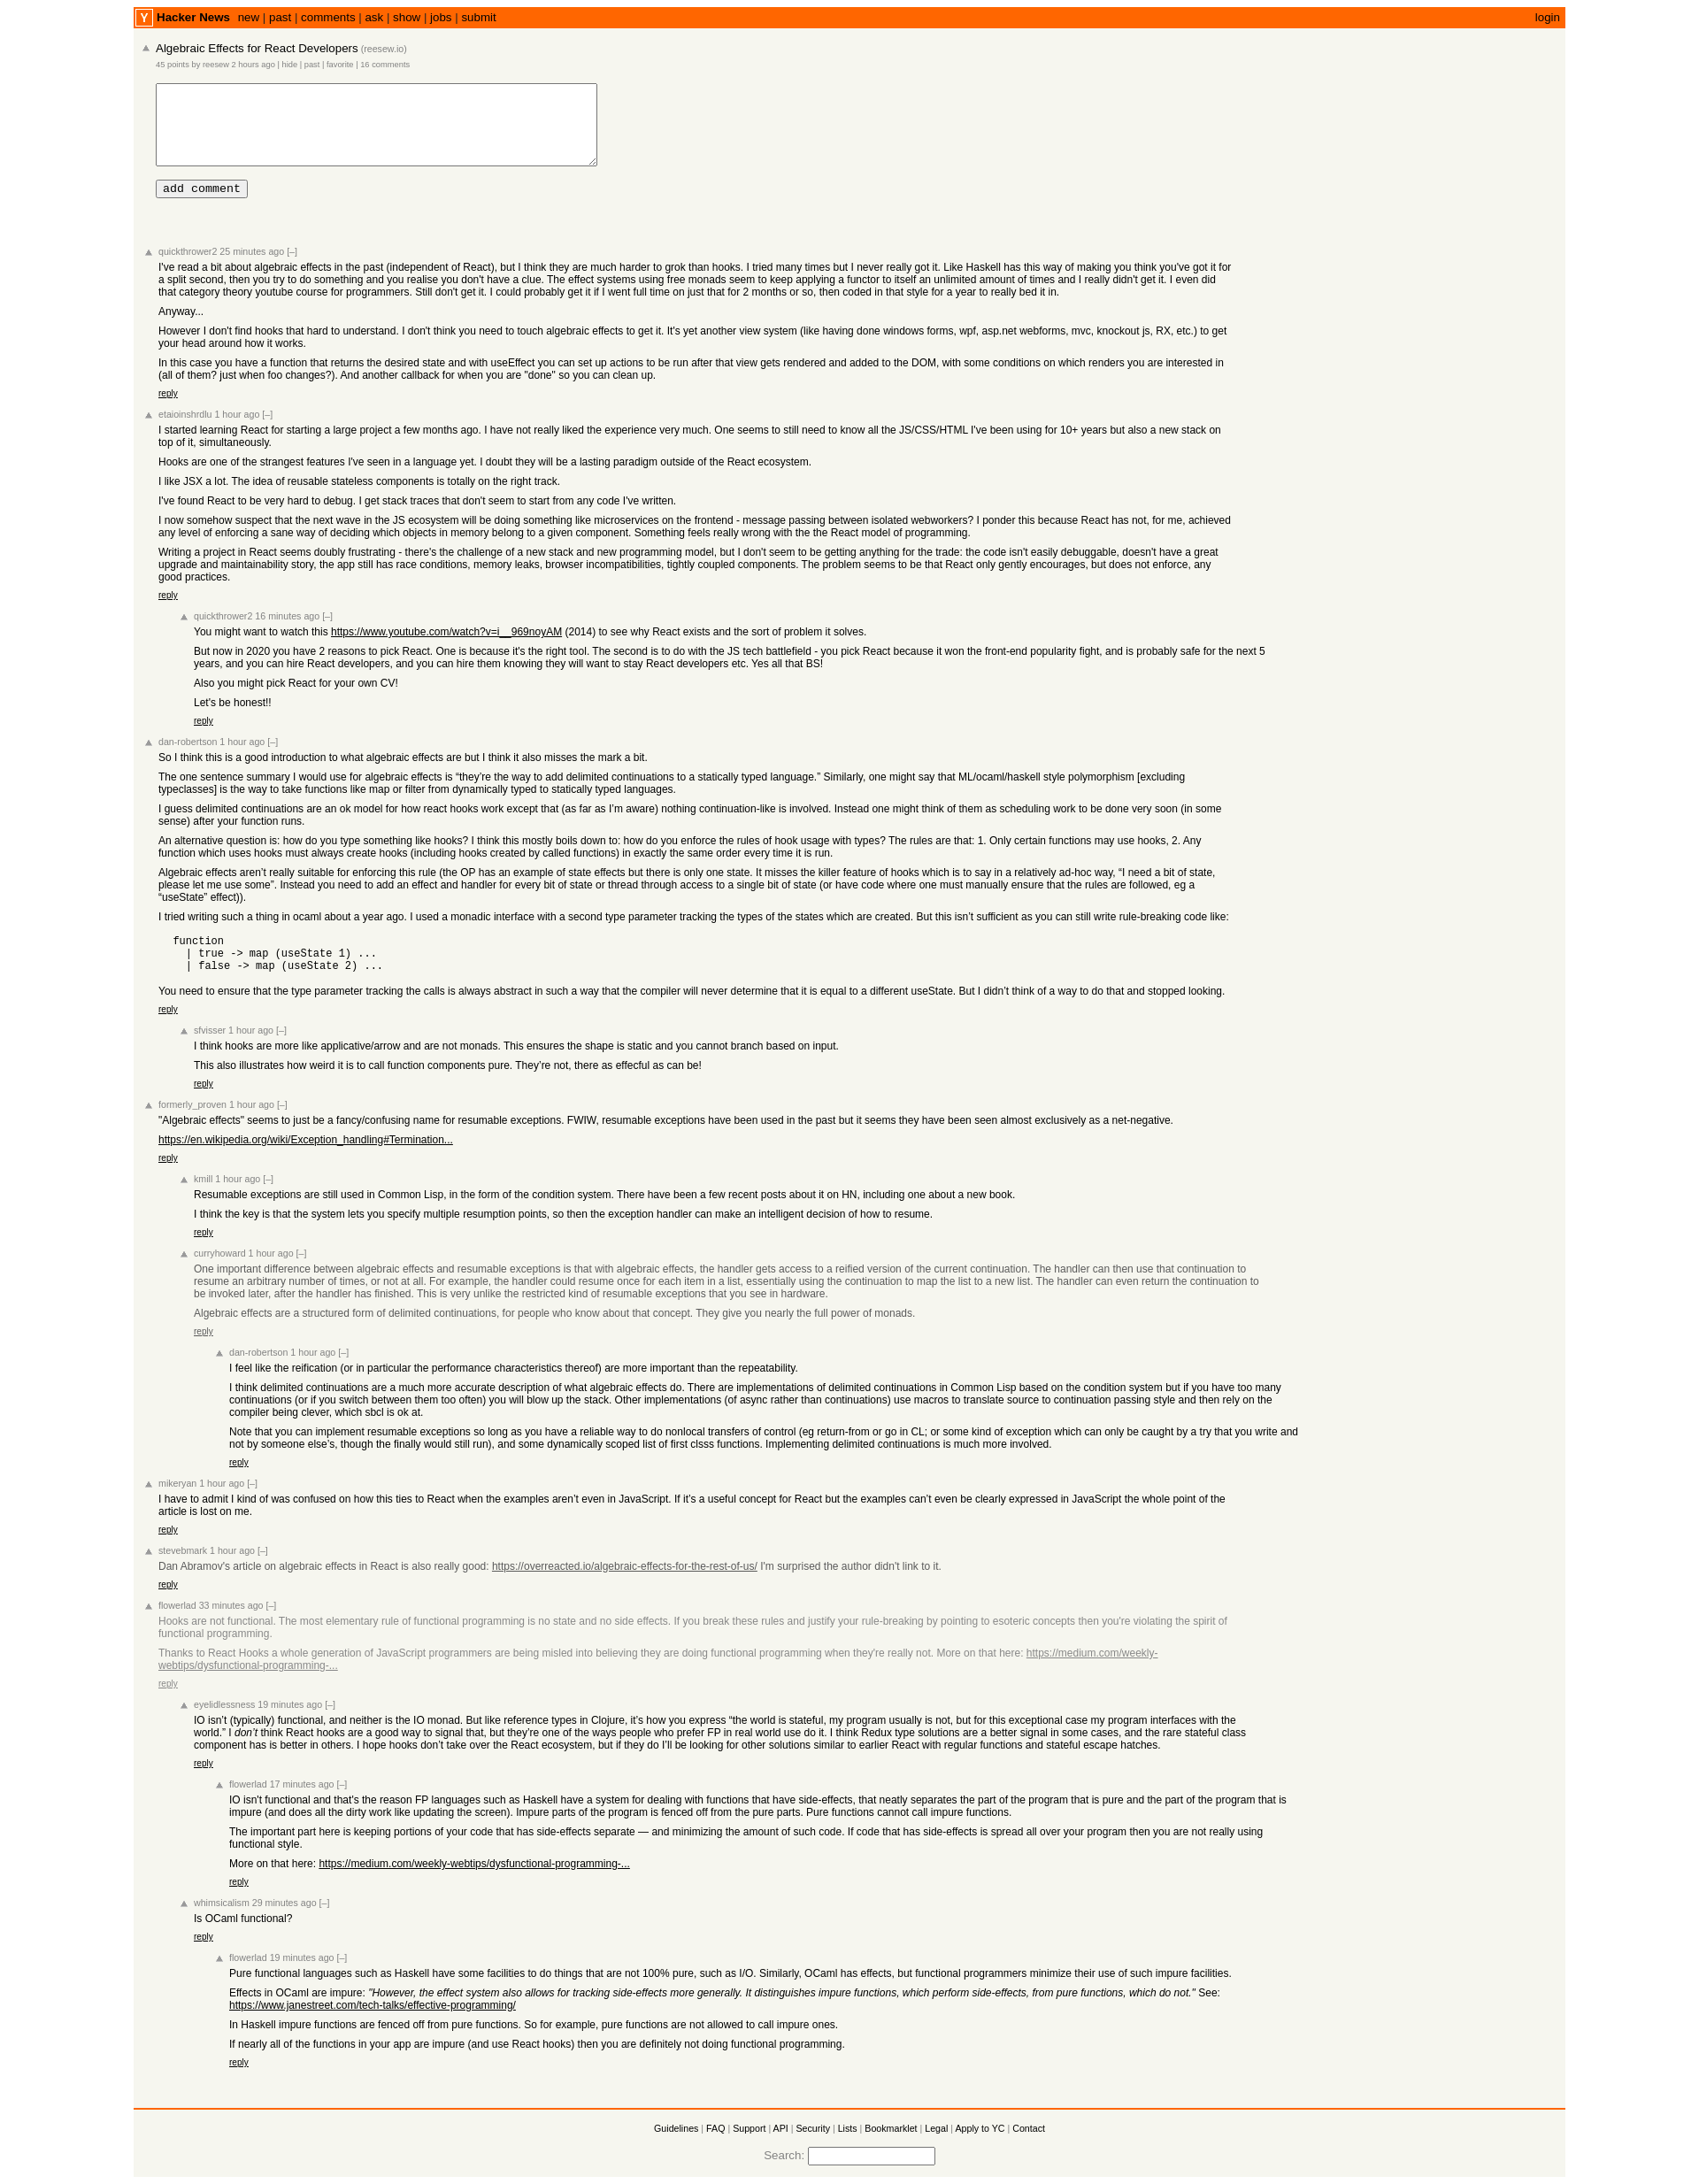 Y Hacker News new | past | comments | ask | show | jobs | submit login
Algebraic Effects for React Developers (reesew.io)
45 points by reesew 2 hours ago | hide | past | favorite | 16 comments
add comment
quickthrower2 25 minutes ago [–]
I've read a bit about algebraic effects in the past (independent of React), but I think they are much harder to grok than hooks. I tried many times but I never really got it. Like Haskell has this way of making you think you've got it for
a split second, then you try to do something and you realise you don't have a clue. The effect systems using free monads seem to keep applying a functor to itself an unlimited amount of times and I really didn't get it. I even did
that category theory youtube course for programmers. Still don't get it. I could probably get it if I went full time on just that for 2 months or so, then coded in that style for a year to really bed it in.
Anyway...
However I don't find hooks that hard to understand. I don't think you need to touch algebraic effects to get it. It's yet another view system (like having done windows forms, wpf, asp.net webforms, mvc, knockout js, RX, etc.) to get
your head around how it works.
In this case you have a function that returns the desired state and with useEffect you can set up actions to be run after that view gets rendered and added to the DOM, with some conditions on which renders you are interested in
(all of them? just when foo changes?). And another callback for when you are "done" so you can clean up.
reply
etaioinshrdlu 1 hour ago [–]
I started learning React for starting a large project a few months ago. I have not really liked the experience very much. One seems to still need to know all the JS/CSS/HTML I've been using for 10+ years but also a new stack on
top of it, simultaneously.
Hooks are one of the strangest features I've seen in a language yet. I doubt they will be a lasting paradigm outside of the React ecosystem.
I like JSX a lot. The idea of reusable stateless components is totally on the right track.
I've found React to be very hard to debug. I get stack traces that don't seem to start from any code I've written.
I now somehow suspect that the next wave in the JS ecosystem will be doing something like microservices on the frontend - message passing between isolated webworkers? I ponder this because React has not, for me, achieved
any level of enforcing a sane way of deciding which objects in memory belong to a given component. Something feels really wrong with the the React model of programming.
Writing a project in React seems doubly frustrating - there's the challenge of a new stack and new programming model, but I don't seem to be getting anything for the trade: the code isn't easily debuggable, doesn't have a great
upgrade and maintainability story, the app still has race conditions, memory leaks, browser incompatibilities, tightly coupled components. The problem seems to be that React only gently encourages, but does not enforce, any
good practices.
reply
quickthrower2 16 minutes ago [–]
You might want to watch this https://www.youtube.com/watch?v=i__969noyAM (2014) to see why React exists and the sort of problem it solves.
But now in 2020 you have 2 reasons to pick React. One is because it's the right tool. The second is to do with the JS tech battlefield - you pick React because it won the front-end popularity fight, and is probably safe for the next 5
years, and you can hire React developers, and you can hire them knowing they will want to stay React developers etc. Yes all that BS!
Also you might pick React for your own CV!
Let's be honest!!
reply
dan-robertson 1 hour ago [–]
So I think this is a good introduction to what algebraic effects are but I think it also misses the mark a bit.
The one sentence summary I would use for algebraic effects is “they’re the way to add delimited continuations to a statically typed language.” Similarly, one might say that ML/ocaml/haskell style polymorphism [excluding
typeclasses] is the way to take functions like map or filter from dynamically typed to statically typed languages.
I guess delimited continuations are an ok model for how react hooks work except that (as far as I’m aware) nothing continuation-like is involved. Instead one might think of them as scheduling work to be done very soon (in some
sense) after your function runs.
An alternative question is: how do you type something like hooks? I think this mostly boils down to: how do you enforce the rules of hook usage with types? The rules are that: 1. Only certain functions may use hooks, 2. Any
function which uses hooks must always create hooks (including hooks created by called functions) in exactly the same order every time it is run.
Algebraic effects aren’t really suitable for enforcing this rule (the OP has an example of state effects but there is only one state. It misses the killer feature of hooks which is to say in a relatively ad-hoc way, “I need a bit of state,
please let me use some”. Instead you need to add an effect and handler for every bit of state or thread through access to a single bit of state (or have code where one must manually ensure that the rules are followed, eg a
“useState” effect)).
I tried writing such a thing in ocaml about a year ago. I used a monadic interface with a second type parameter tracking the types of the states which are created. But this isn’t sufficient as you can still write rule-breaking code like:
function
| true -> map (useState 1) ...
| false -> map (useState 2) ...
You need to ensure that the type parameter tracking the calls is always abstract in such a way that the compiler will never determine that it is equal to a different useState. But I didn’t think of a way to do that and stopped looking.
reply
sfvisser 1 hour ago [–]
I think hooks are more like applicative/arrow and are not monads. This ensures the shape is static and you cannot branch based on input.
This also illustrates how weird it is to call function components pure. They’re not, there as effecful as can be!
reply
formerly_proven 1 hour ago [–]
"Algebraic effects" seems to just be a fancy/confusing name for resumable exceptions. FWIW, resumable exceptions have been used in the past but it seems they have been seen almost exclusively as a net-negative.
https://en.wikipedia.org/wiki/Exception_handling#Termination...
reply
kmill 1 hour ago [–]
Resumable exceptions are still used in Common Lisp, in the form of the condition system. There have been a few recent posts about it on HN, including one about a new book.
I think the key is that the system lets you specify multiple resumption points, so then the exception handler can make an intelligent decision of how to resume.
reply
curryhoward 1 hour ago [–]
One important difference between algebraic effects and resumable exceptions is that with algebraic effects, the handler gets access to a reified version of the current continuation. The handler can then use that continuation to
resume an arbitrary number of times, or not at all. For example, the handler could resume once for each item in a list, essentially using the continuation to map the list to a new list. The handler can even return the continuation to
be invoked later, after the handler has finished. This is very unlike the restricted kind of resumable exceptions that you see in hardware.
Algebraic effects are a structured form of delimited continuations, for people who know about that concept. They give you nearly the full power of monads.
reply
dan-robertson 1 hour ago [–]
I feel like the reification (or in particular the performance characteristics thereof) are more important than the repeatability.
I think delimited continuations are a much more accurate description of what algebraic effects do. There are implementations of delimited continuations in Common Lisp based on the condition system but if you have too many
continuations (or if you switch between them too often) you will blow up the stack. Other implementations (of async rather than continuations) use macros to translate source to continuation passing style and then rely on the
compiler being clever, which sbcl is ok at.
Note that you can implement resumable exceptions so long as you have a reliable way to do nonlocal transfers of control (eg return-from or go in CL; or some kind of exception which can only be caught by a try that you write and
not by someone else’s, though the finally would still run), and some dynamically scoped list of first clsss functions. Implementing delimited continuations is much more involved.
reply
mikeryan 1 hour ago [–]
I have to admit I kind of was confused on how this ties to React when the examples aren’t even in JavaScript. If it’s a useful concept for React but the examples can’t even be clearly expressed in JavaScript the whole point of the
article is lost on me.
reply
stevebmark 1 hour ago [–]
Dan Abramov's article on algebraic effects in React is also really good: https://overreacted.io/algebraic-effects-for-the-rest-of-us/ I'm surprised the author didn't link to it.
reply
flowerlad 33 minutes ago [–]
Hooks are not functional. The most elementary rule of functional programming is no state and no side effects. If you break these rules and justify your rule-breaking by pointing to esoteric concepts then you're violating the spirit of
functional programming.
Thanks to React Hooks a whole generation of JavaScript programmers are being misled into believing they are doing functional programming when they're really not. More on that here: https://medium.com/weekly-
webtips/dysfunctional-programming-...
reply
eyelidlessness 19 minutes ago [–]
IO isn’t (typically) functional, and neither is the IO monad. But like reference types in Clojure, it’s how you express “the world is stateful, my program usually is not, but for this exceptional case my program interfaces with the
world.” I don’t think React hooks are a good way to signal that, but they’re one of the ways people who prefer FP in real world use do it. I think Redux type solutions are a better signal in some cases, and the rare stateful class
component has is better in others. I hope hooks don’t take over the React ecosystem, but if they do I’ll be looking for other solutions similar to earlier React with regular functions and stateful escape hatches.
reply
flowerlad 17 minutes ago [–]
IO isn't functional and that's the reason FP languages such as Haskell have a system for dealing with functions that have side-effects, that neatly separates the part of the program that is pure and the part of the program that is
impure (and does all the dirty work like updating the screen). Impure parts of the program is fenced off from the pure parts. Pure functions cannot call impure functions.
The important part here is keeping portions of your code that has side-effects separate — and minimizing the amount of such code. If code that has side-effects is spread all over your program then you are not really using
functional style.
More on that here: https://medium.com/weekly-webtips/dysfunctional-programming-...
reply
whimsicalism 29 minutes ago [–]
Is OCaml functional?
reply
flowerlad 19 minutes ago [–]
Pure functional languages such as Haskell have some facilities to do things that are not 100% pure, such as I/O. Similarly, OCaml has effects, but functional programmers minimize their use of such impure facilities.
Effects in OCaml are impure: "However, the effect system also allows for tracking side-effects more generally. It distinguishes impure functions, which perform side-effects, from pure functions, which do not." See:
https://www.janestreet.com/tech-talks/effective-programming/
In Haskell impure functions are fenced off from pure functions. So for example, pure functions are not allowed to call impure ones.
If nearly all of the functions in your app are impure (and use React hooks) then you are definitely not doing functional programming.
reply
Guidelines | FAQ | Support | API | Security | Lists | Bookmarklet | Legal | Apply to YC | Contact
Search: